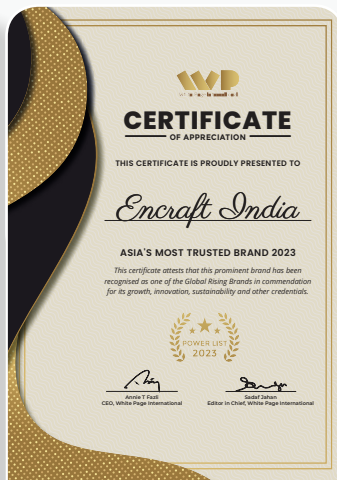 WP
CERTIFICATE
OF APPRECIATION
THIS CERTIFICATE IS PROUDLY PRESENTED TO
Encraft India
ASIA'S MOST TRUSTED BRAND 2023
This certificate attests that this prominent brand has been
recognised as one of the Global Rising Brands in commendation
for its growth, innovation, sustainability and other credentials.
POWER LIST
2023
Annie T Fazli
CEO, White Page International
Sadaf Jahan
Editor in Chief, White Page International